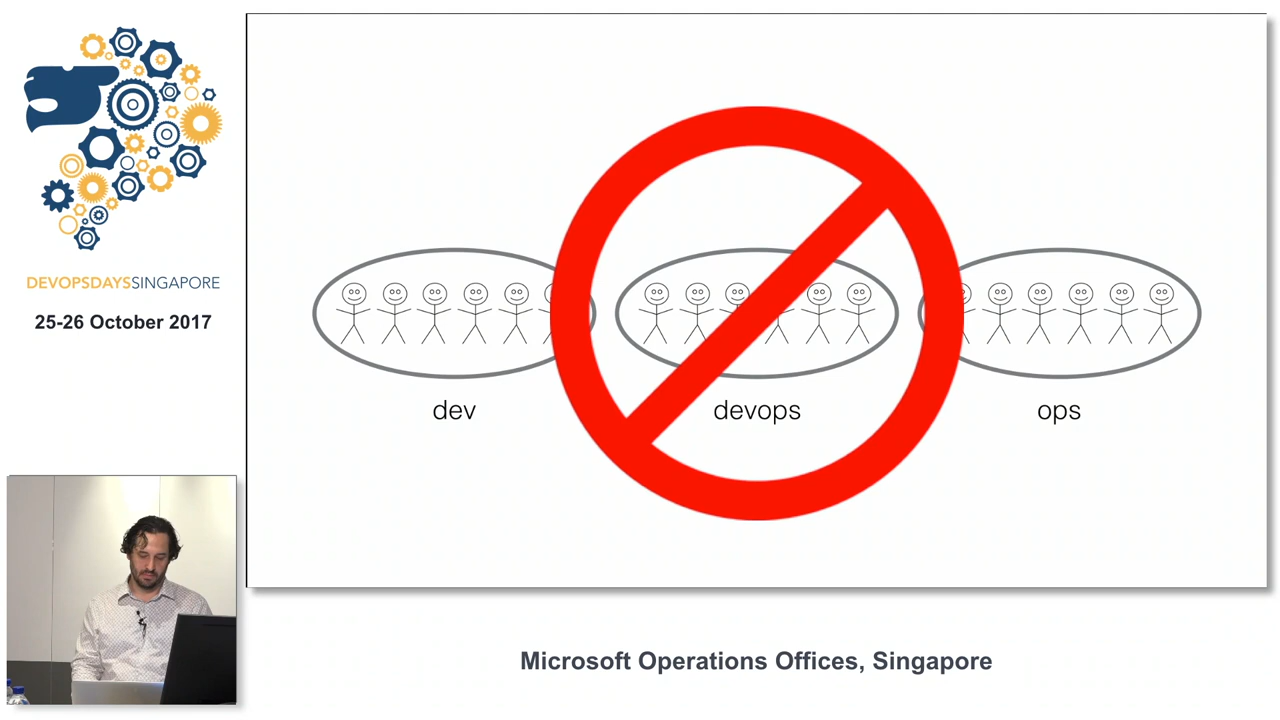 DEVOPSDAYSSINGAPORE
25-26 October 2017
dev
devops
ops
Microsoft Operations Offices, Singapore